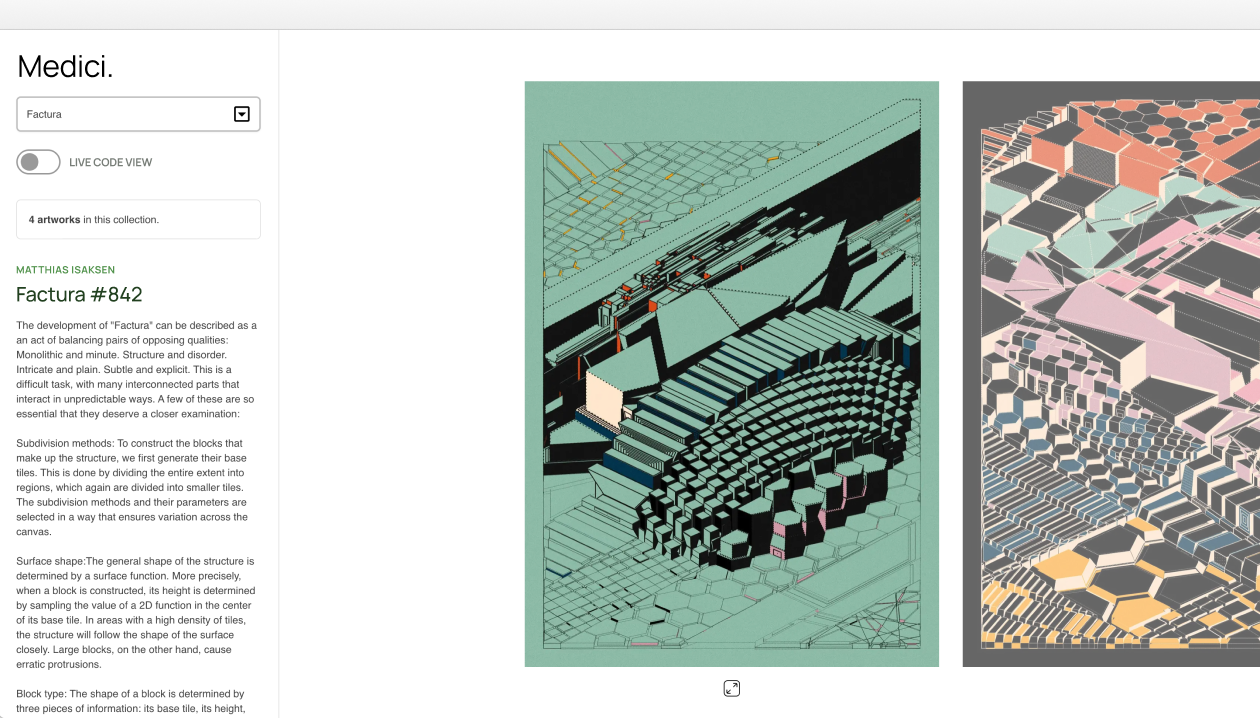 Medici.
Factura
LIVE CODE VIEW
4 artworks in this collection.
MATTHIAS ISAKSEN
Factura #842
The development of "Factura" can be described as a
an act of balancing pairs of opposing qualities:
Monolithic and minute. Structure and disorder.
Intricate and plain. Subtle and explicit. This is a
difficult task, with many interconnected parts that
interact in unpredictable ways. A few of these are so
essential that they deserve a closer examination:
Subdivision methods: To construct the blocks that
make up the structure, we first generate their base
tiles. This is done by dividing the entire extent into
regions, which again are divided into smaller tiles.
The subdivision methods and their parameters are
selected in a way that ensures variation across the
canvas.
Surface shape:The general shape of the structure is
determined by a surface function. More precisely,
when a block is constructed, its height is determined
by sampling the value of a 2D function in the center
of its base tile. In areas with a high density of tiles,
the structure will follow the shape of the surface
closely. Large blocks, on the other hand, cause
erratic protrusions.
Block type: The shape of a block is determined by
three pieces of information: its base tile, its height,